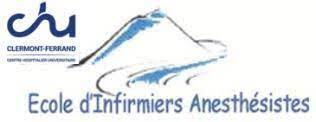 chu
CLERMONT-FERRAND
CENTRE HOSPITALIER UNIVERSITAIRE
Ecole d'Infirmiers Anesthésistes